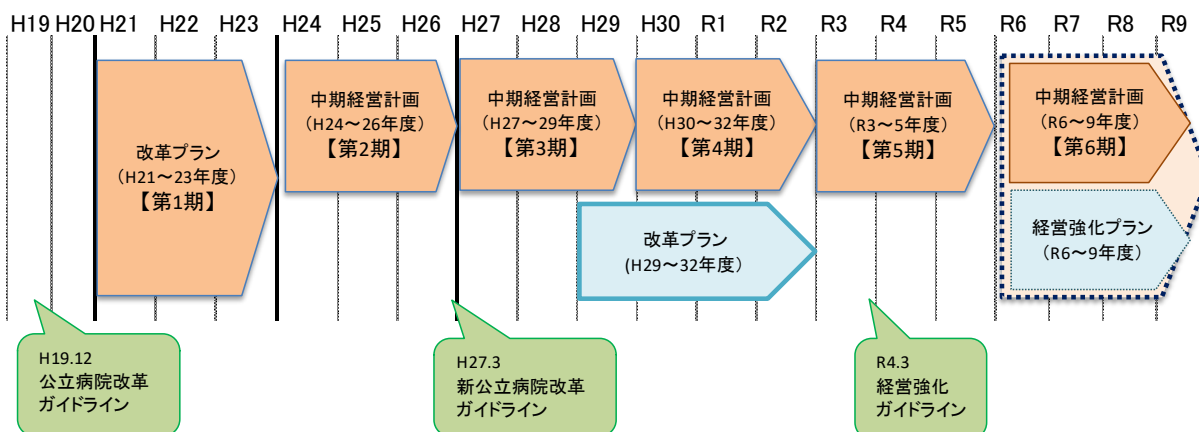 H19 H20 H21 H22 H23 H24 H25 H26 H27 H28 H29 H30 R1 R2 R3 R4 R5 R6 R7 R8 R9
改革プラン
（H21～23年度）
【第1期】
中期経営計画
（H24～26年度）
【第2期】
中期経営計画
（H27～29年度）
【第3期】
中期経営計画
（H30～32年度）
【第4期】
中期経営計画
（R3～5年度）
【第5期】
中期経営計画
（R6～9年度）
【第6期】
改革プラン
(H29～32年度）
経営強化プラン
（R6～9年度）
H19.12
公立病院改革
ガイドライン
H27.3
新公立病院改革
ガイドライン
R4.3
経営強化
ガイドライン